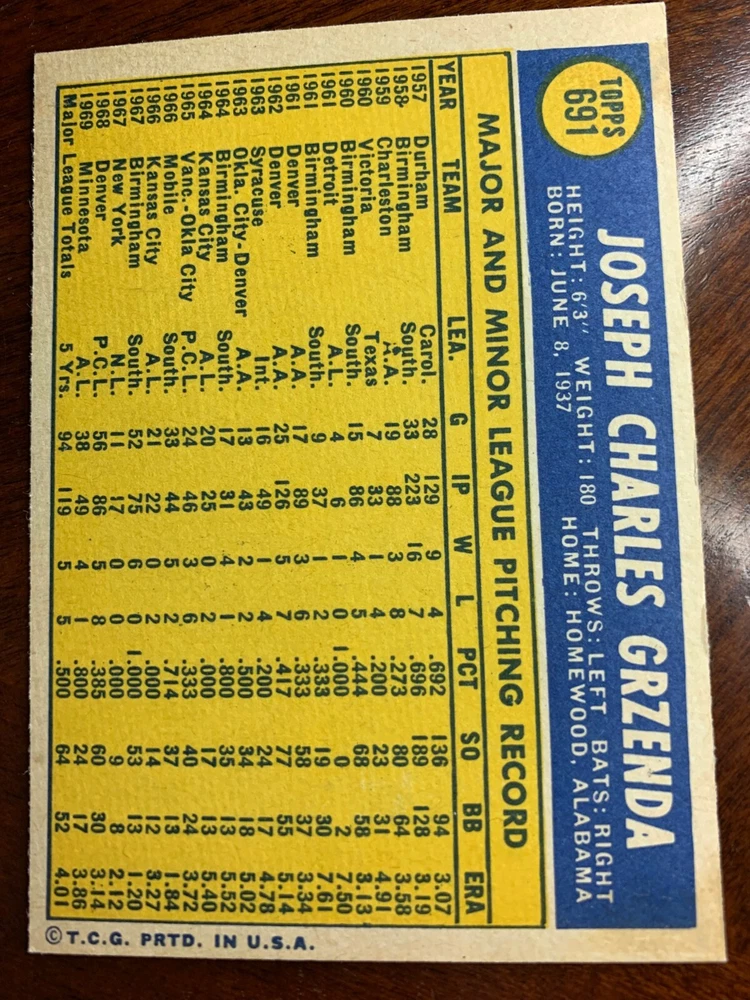 TOPPS
691
JOSEPH CHARLES GRZENDA
HEIGHT: 6'3" WEIGHT: 180 THROWS: LEFT BATS: RIGHT
BORN: JUNE 8, 1937 HOME: HOMEWOOD, ALABAMA
MAJOR AND MINOR LEAGUE PITCHING RECORD
YEAR TEAM LEA. G IP W L PCT SO BB ERA
1957 Durham Carol. 28 129 9 4 .692 136 94 3.07
1958 Birmingham South. 33 223 16 7 .696 189 128 3.19
1959 Charleston A.A. 19 88 3 8 .273 80 64 3.58
1960 Victoria Texas 7 33 1 4 .200 23 31 4.91
1960 Birmingham South. 15 86 4 5 .444 68 58 3.13
1961 Detroit A.L. 4 6 1 0 1.000 0 2 7.50
1961 Birmingham South. 9 37 1 2 .333 19 30 7.61
1961 Denver A.A. 17 89 3 6 .333 58 37 3.34
1962 Denver A.A. 25 126 5 7 .417 77 55 5.14
1963 Syracuse Int. 16 49 1 4 .200 24 17 4.78
1963 Okla. City-Denver A.A. 13 43 2 2 .500 34 18 5.02
1964 Birmingham South. 17 31 4 1 .800 35 13 5.52
1964 Kansas City A.L. 20 25 0 2 .000 17 13 5.40
1965 Vanc.-Okla City P.C.L. 24 46 3 6 .333 40 24 3.72
1966 Mobile South. 33 44 5 2 .714 37 13 1.84
1966 Kansas City A.L. 21 22 0 2 .000 14 12 3.27
1967 Birmingham South. 52 75 6 0 1.000 53 13 1.20
1967 New York N.L. 11 17 0 0 .000 9 8 2.12
1968 Denver P.C.L. 56 86 5 8 .385 60 30 3.14
1969 Minnesota A.L. 38 49 4 1 .800 24 17 3.86
Major League Totals 5 Yrs. 94 119 5 5 .500 64 52 4.01
© T.C.G. PRTD. IN U.S.A.